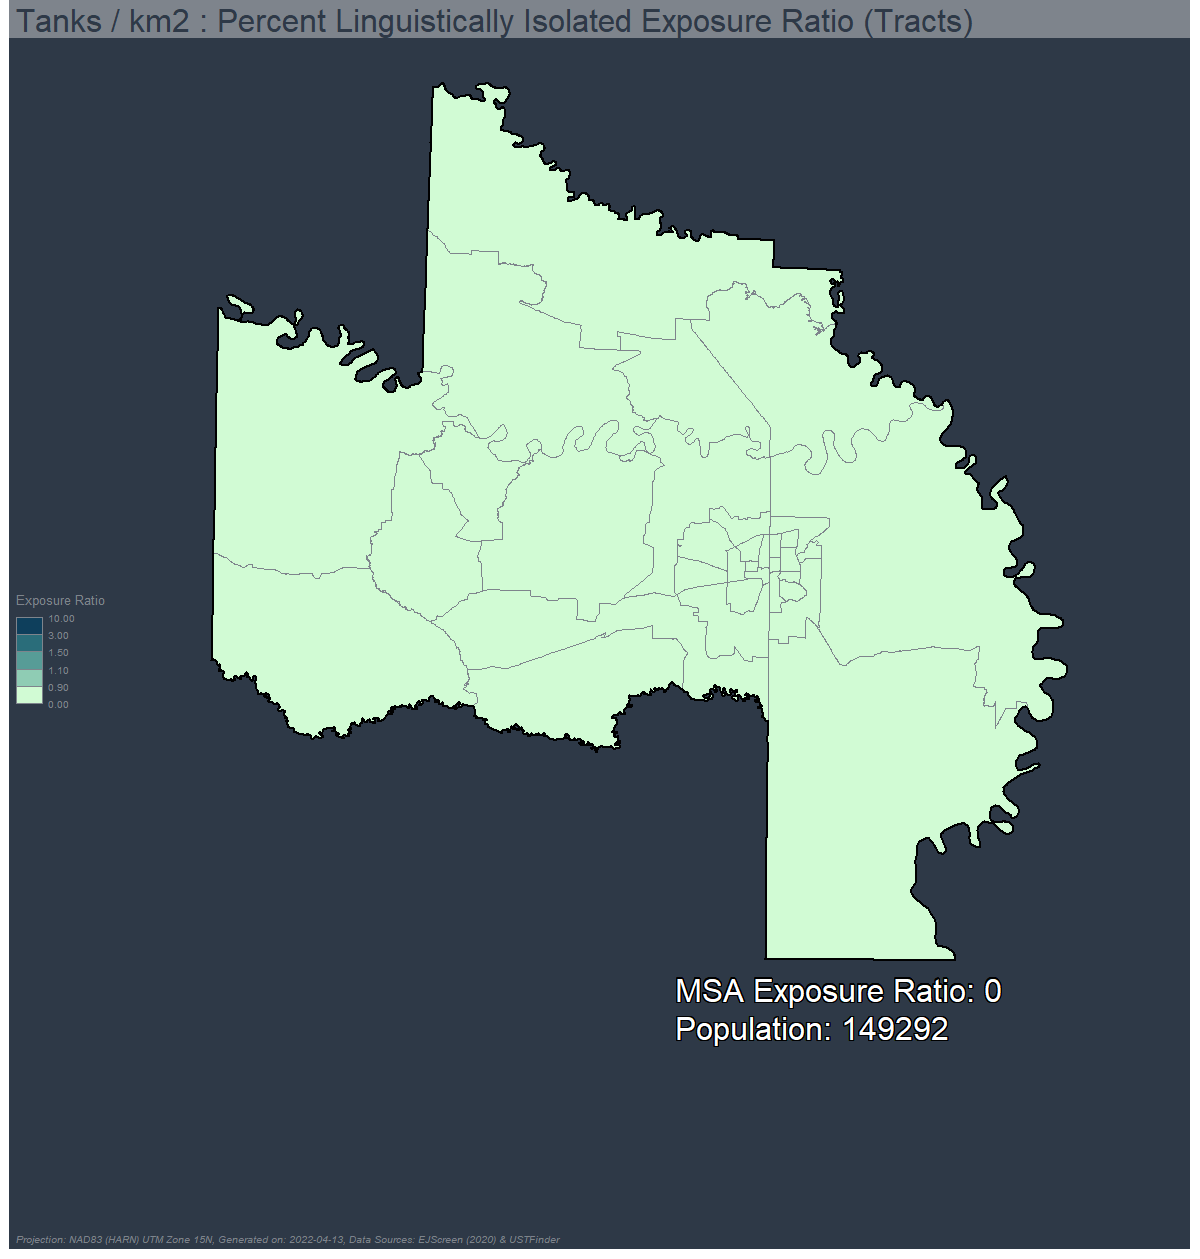 Tanks / km2 : Percent Linguistically Isolated Exposure Ratio (Tracts)
Exposure Ratio
10.00
3.00
1.50
1.10
0.90
0.00
MSA Exposure Ratio: 0
Population: 149292
Projection: NAD83 (HARN) UTM Zone 15N, Generated on: 2022-04-13, Data Sources: EJScreen (2020) & USTFinder